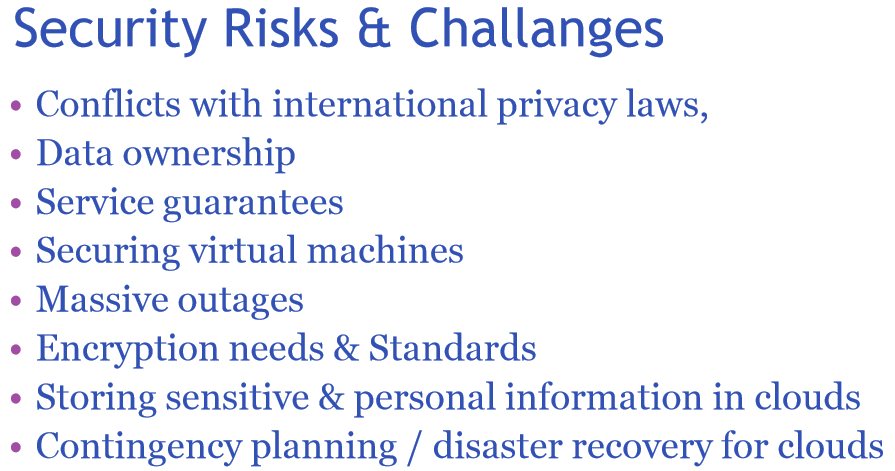 Security Risks & Challanges
• Conflicts with international privacy laws,
• Data ownership
• Service guarantees
• Securing virtual machines
• Massive outages
• Encryption needs & Standards
• Storing sensitive & personal information in clouds
• Contingency planning / disaster recovery for clouds